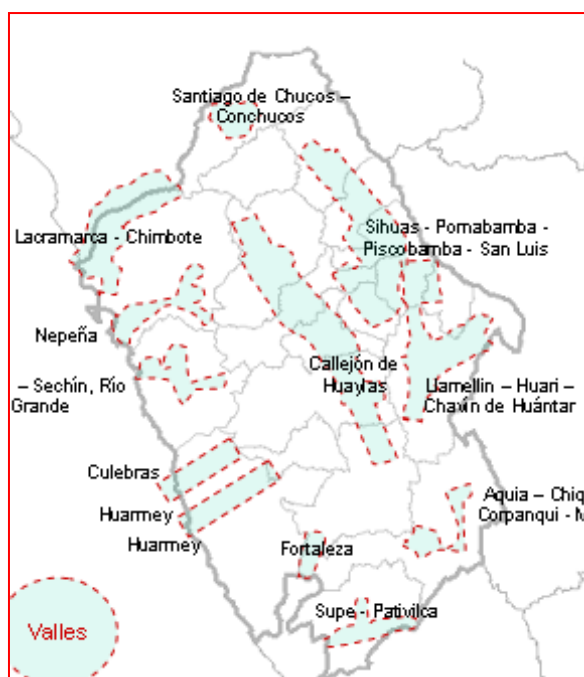 Santiago de Chucos –
Conchucos
Lacramarca - Chimbote
Sihuas - Pomabamba -
Piscobamba - San Luis
Nepeña
– Sechín, Río
Grande
Callejón de
Huaylas
Llamellin – Huari –
Chavín de Huántar
Culebras
Huarmey
Huarmey
Aquia – Chiq
Corpanqui - M
Fortaleza
Supe - Pativilca
Valles